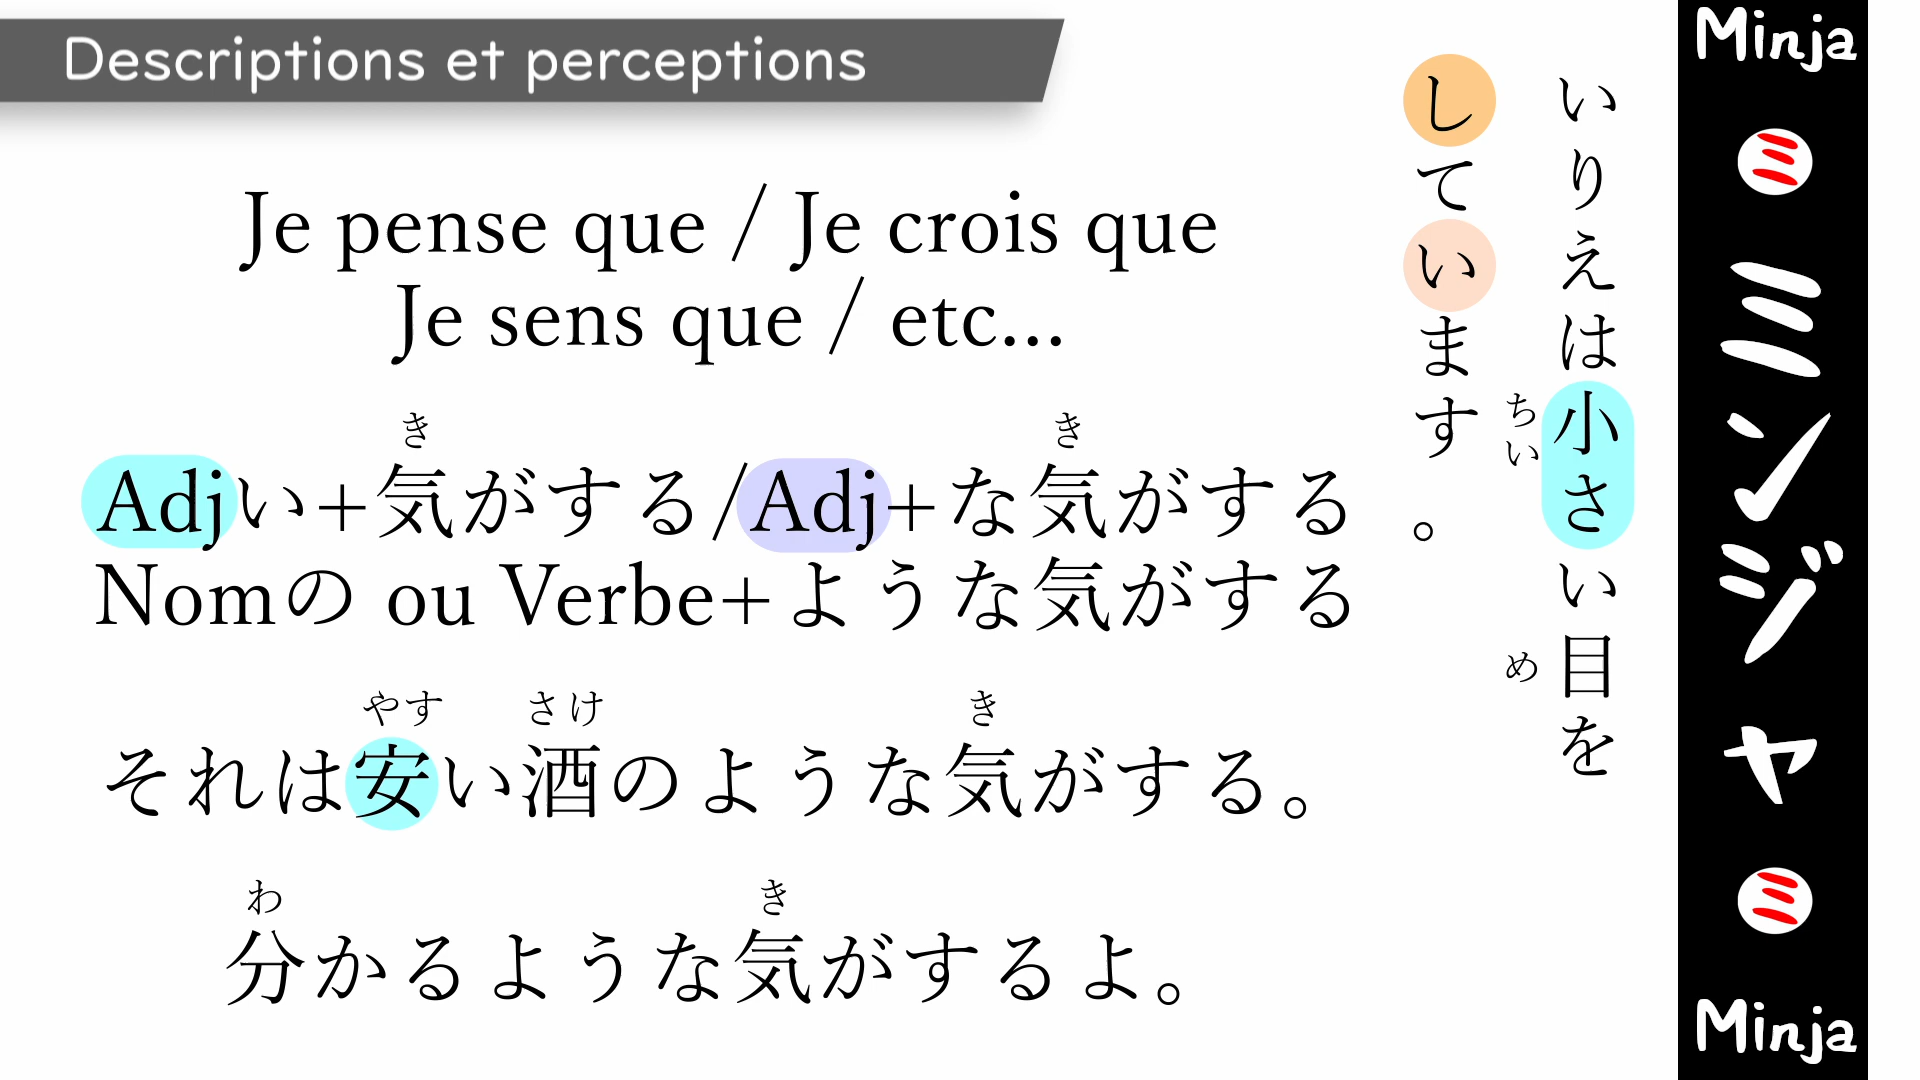 Descriptions et perceptions
Je pense que / Je crois que
Je sens que / etc...
き き
Adjい+気がする/Adj+な気がする
Nomの ou Verbe+ような気がする
やす さけ き
それは安い酒のような気がする。
わ き
分かるような気がするよ。
いりえは小さい目を
ちい め
しています。
Minja
ミ
ミンジャ
ミ
Minja